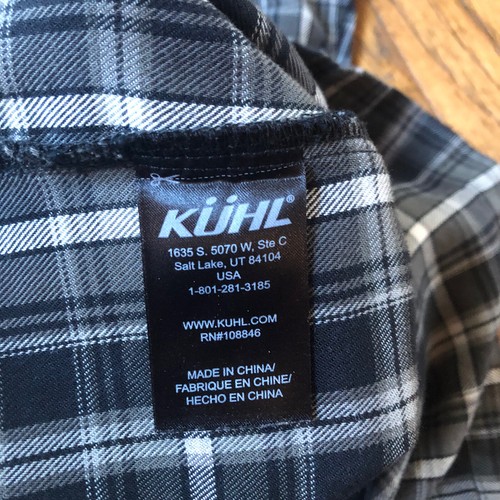 KÜHL®
1635 S. 5070 W, Ste C
Salt Lake, UT 84104
USA
1-801-281-3185
WWW.KUHL.COM
RN#108846
MADE IN CHINA/
FABRIQUE EN CHINE/
HECHO EN CHINA